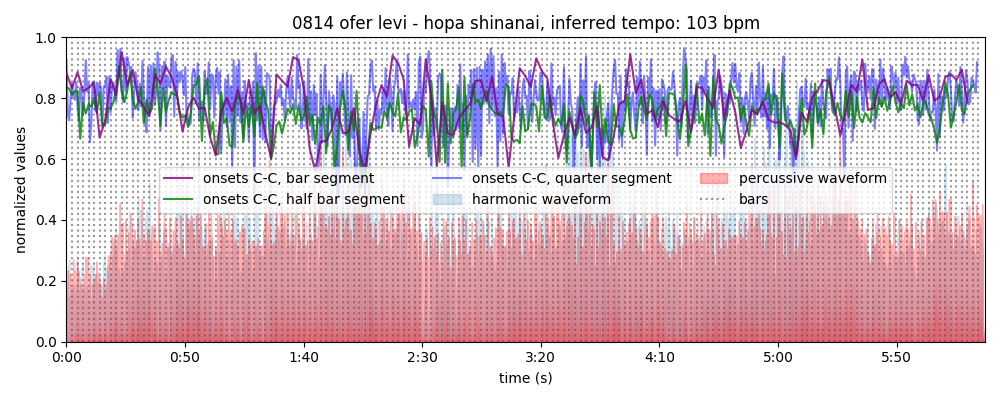 0814 ofer levi - hopa shinanai, inferred tempo: 103 bpm
1.0
0.8
0.6
0.4
0.2
0.0
normalized values
onsets C-C, bar segment
onsets C-C, half bar segment
onsets C-C, quarter segment
harmonic waveform
percussive waveform
bars
0:00 0:50 1:40 2:30 3:20 4:10 5:00 5:50
time (s)